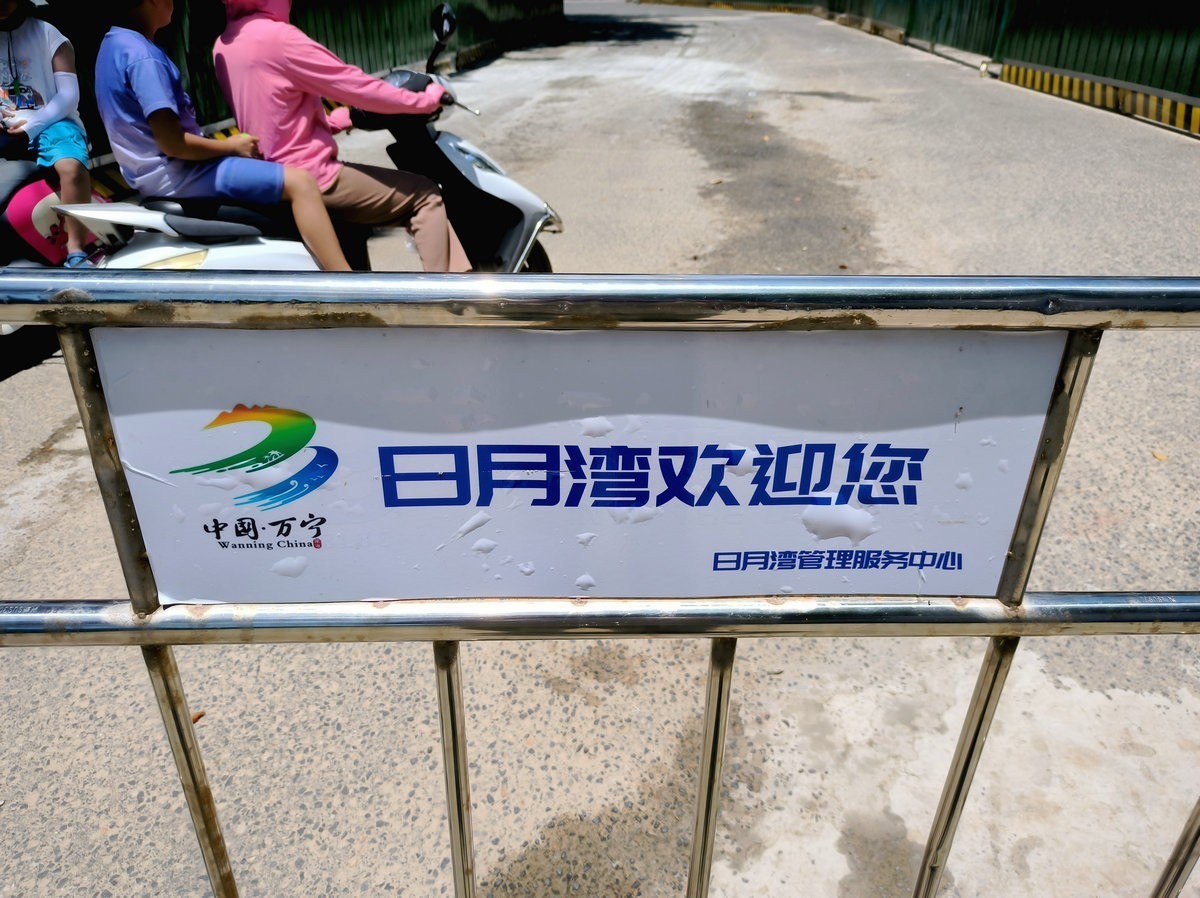 日月湾欢迎您
中國·万宁
Wanning China
日月湾管理服务中心